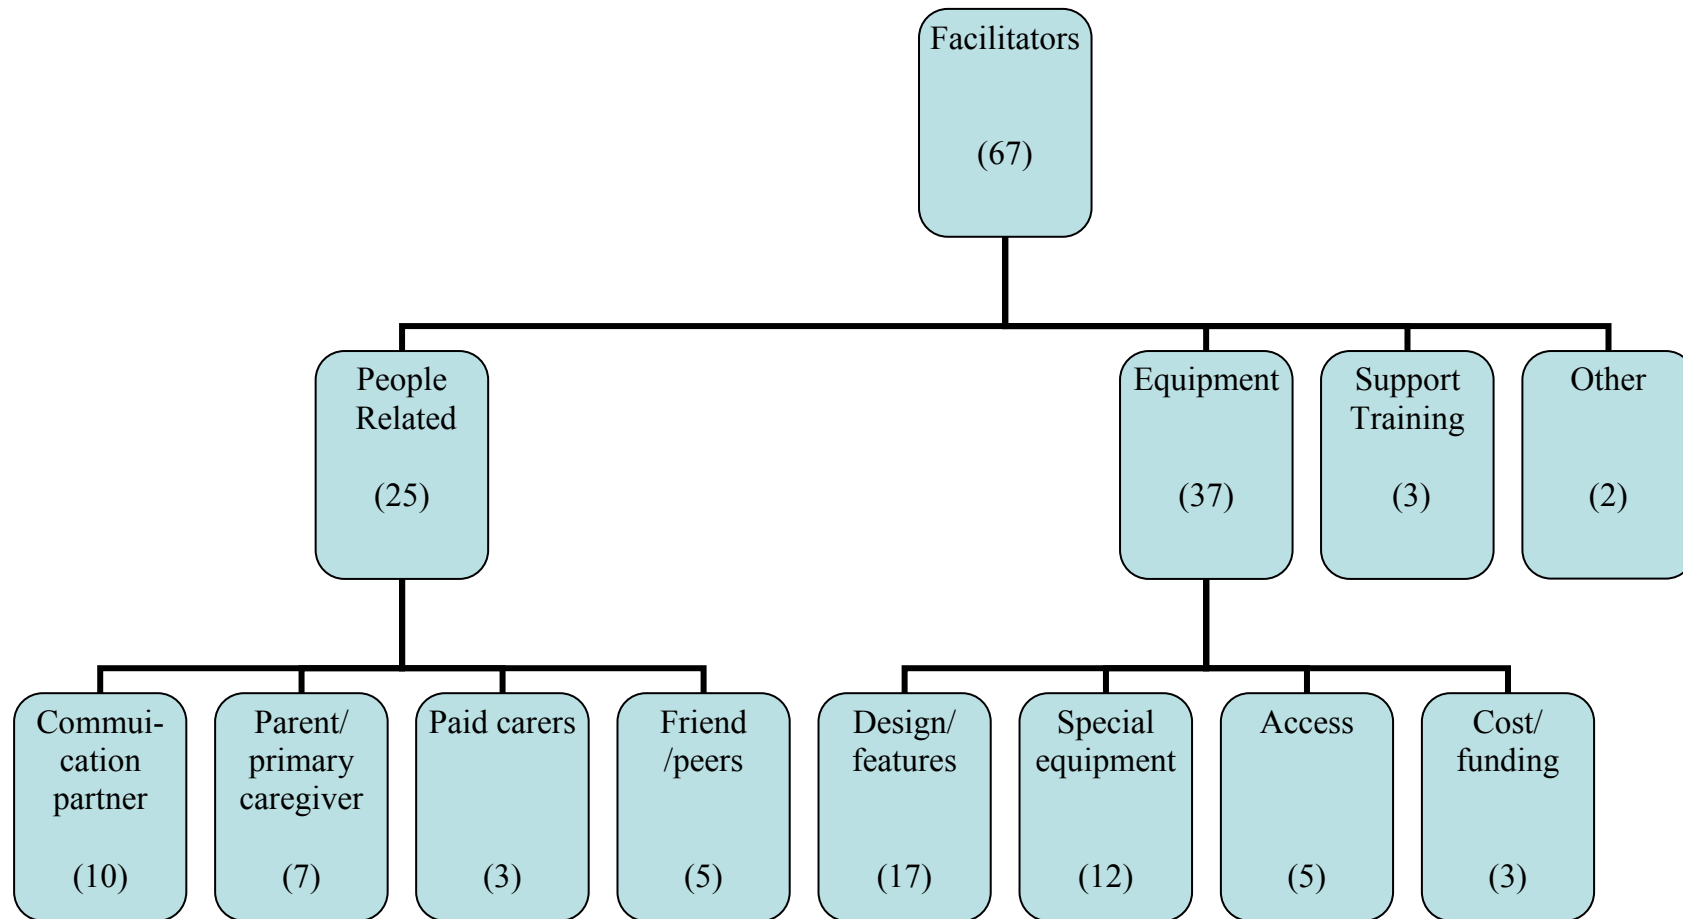 Facilitators
(67)
People
Related
(25)
Equipment
(37)
Support
Training
(3)
Other
(2)
Commui-
cation
partner
(10)
Parent/
primary
caregiver
(7)
Paid carers
(3)
Friend
/peers
(5)
Design/
features
(17)
Special
equipment
(12)
Access
(5)
Cost/
funding
(3)